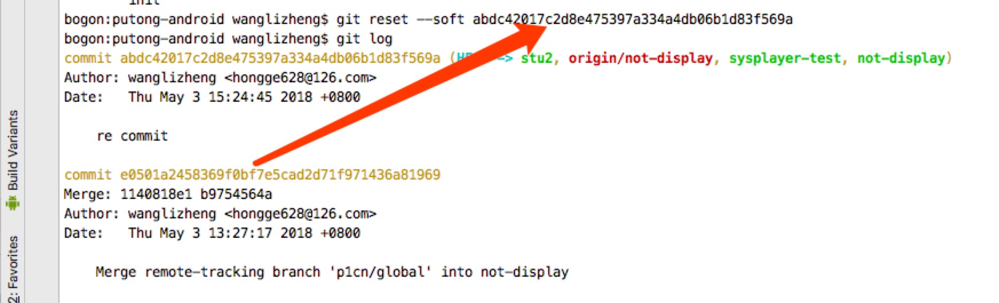 init
bogon:putong-android wanglizheng$ git reset --soft abdc42017c2d8e475397a334a4db06b1d83f569a
bogon:putong-android wanglizheng$ git log
commit abdc42017c2d8e475397a334a4db06b1d83f569a ( -> stu2, origin/not-display, sysplayer-test, not-display)
Author: wanglizheng <hongge628@126.com>
Date:   Thu May 3 15:24:45 2018 +0800
re commit
commit e0501a2458369f0bf7e5cad2d71f971436a81969
Merge: 1140818e1 b9754564a
Author: wanglizheng <hongge628@126.com>
Date:   Thu May 3 13:27:17 2018 +0800
Merge remote-tracking branch 'p1cn/global' into not-display
Build Variants
2: Favorites